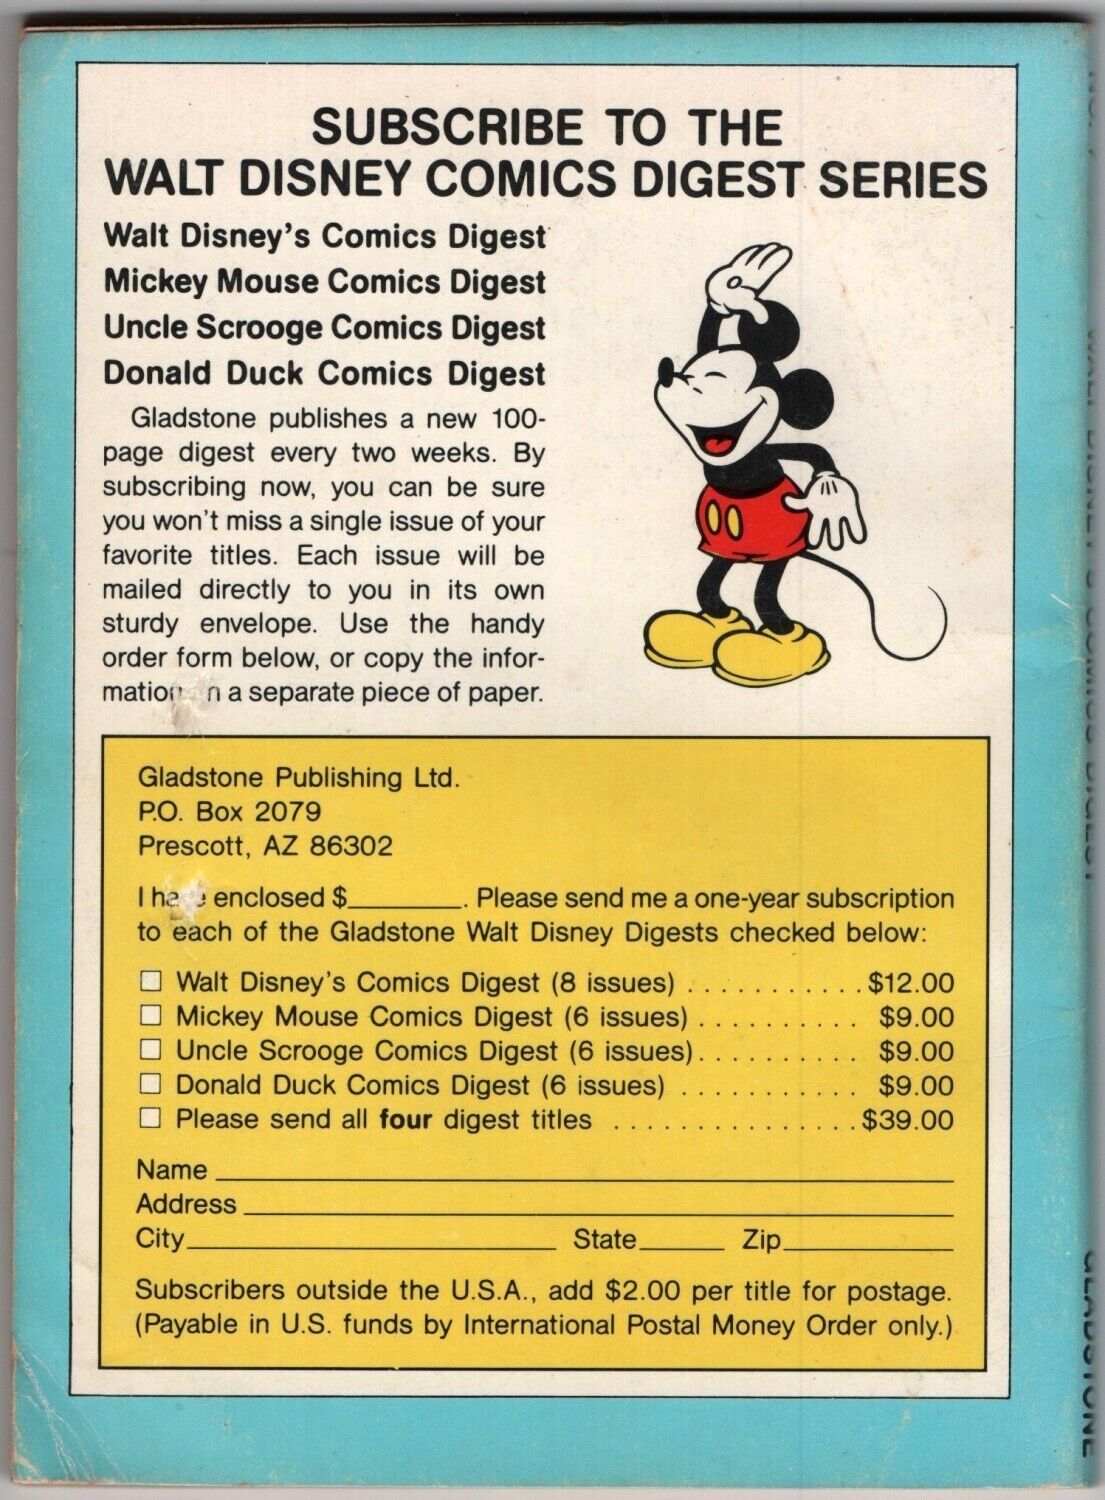 SUBSCRIBE TO THE
WALT DISNEY COMICS DIGEST SERIES
Walt Disney's Comics Digest
Mickey Mouse Comics Digest
Uncle Scrooge Comics Digest
Donald Duck Comics Digest
Gladstone publishes a new 100-
page digest every two weeks. By
subscribing now, you can be sure
you won't miss a single issue of your
favorite titles. Each issue will be
mailed directly to you in its own
sturdy envelope. Use the handy
order form below, or copy the infor-
a separate piece of paper.
Gladstone Publishing Ltd.
P.O. Box 2079
Prescott, AZ 86302
I enclosed $________. Please send me a one-year subscription
to each of the Gladstone Walt Disney Digests checked below:
☐ Walt Disney's Comics Digest (8 issues) . . . . . . . . . . . $12.00
☐ Mickey Mouse Comics Digest (6 issues) . . . . . . . . . . $9.00
☐ Uncle Scrooge Comics Digest (6 issues) . . . . . . . . . . $9.00
☐ Donald Duck Comics Digest (6 issues) . . . . . . . . . . . $9.00
☐ Please send all four digest titles . . . . . . . . . . . . . . . $39.00
Name
Address
City State Zip
Subscribers outside the U.S.A., add $2.00 per title for postage.
(Payable in U.S. funds by International Postal Money Order only.)
WALT DISNEY'S COMICS DIGEST
GLADSTONE